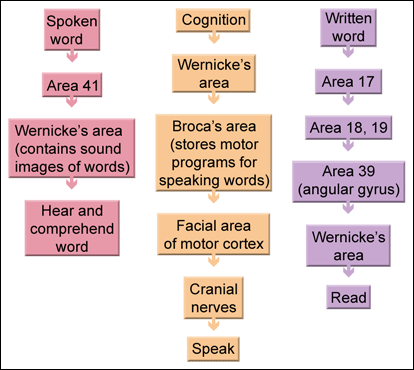 Spoken
word
Area 41
Wernicke's area
(contains sound
images of words)
Hear and
comprehend
word
Cognition
Wernicke's
area
Broca's area
(stores motor
programs for
speaking words)
Facial area
of motor cortex
Cranial
nerves
Speak
Written
word
Area 17
Area 18, 19
Area 39
(angular gyrus)
Wernicke's
area
Read